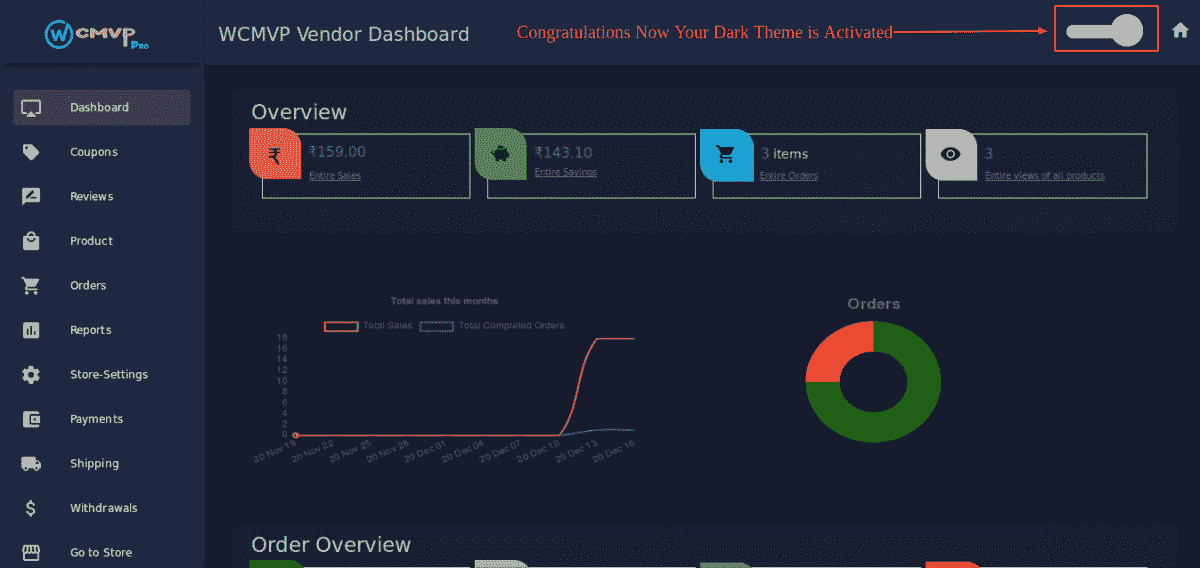 WCMVP Pro
WCMVP Vendor Dashboard
Congratulations Now Your Dark Theme is Activated
Dashboard
Coupons
Reviews
Product
Orders
Reports
Store-Settings
Payments
Shipping
Withdrawals
Go to Store
Overview
₹
₹159.00
Entire Sales
₹143.10
Entire Savings
3 items
Entire Orders
3
Entire views of all products
Total sales this months
Total Sales
Total Completed Orders
18
16
14
12
10
8
6
4
2
0
20 Nov 19
20 Nov 22
20 Nov 25
20 Nov 28
20 Dec 01
20 Dec 04
20 Dec 07
20 Dec 10
20 Dec 13
20 Dec 16
Orders
Order Overview